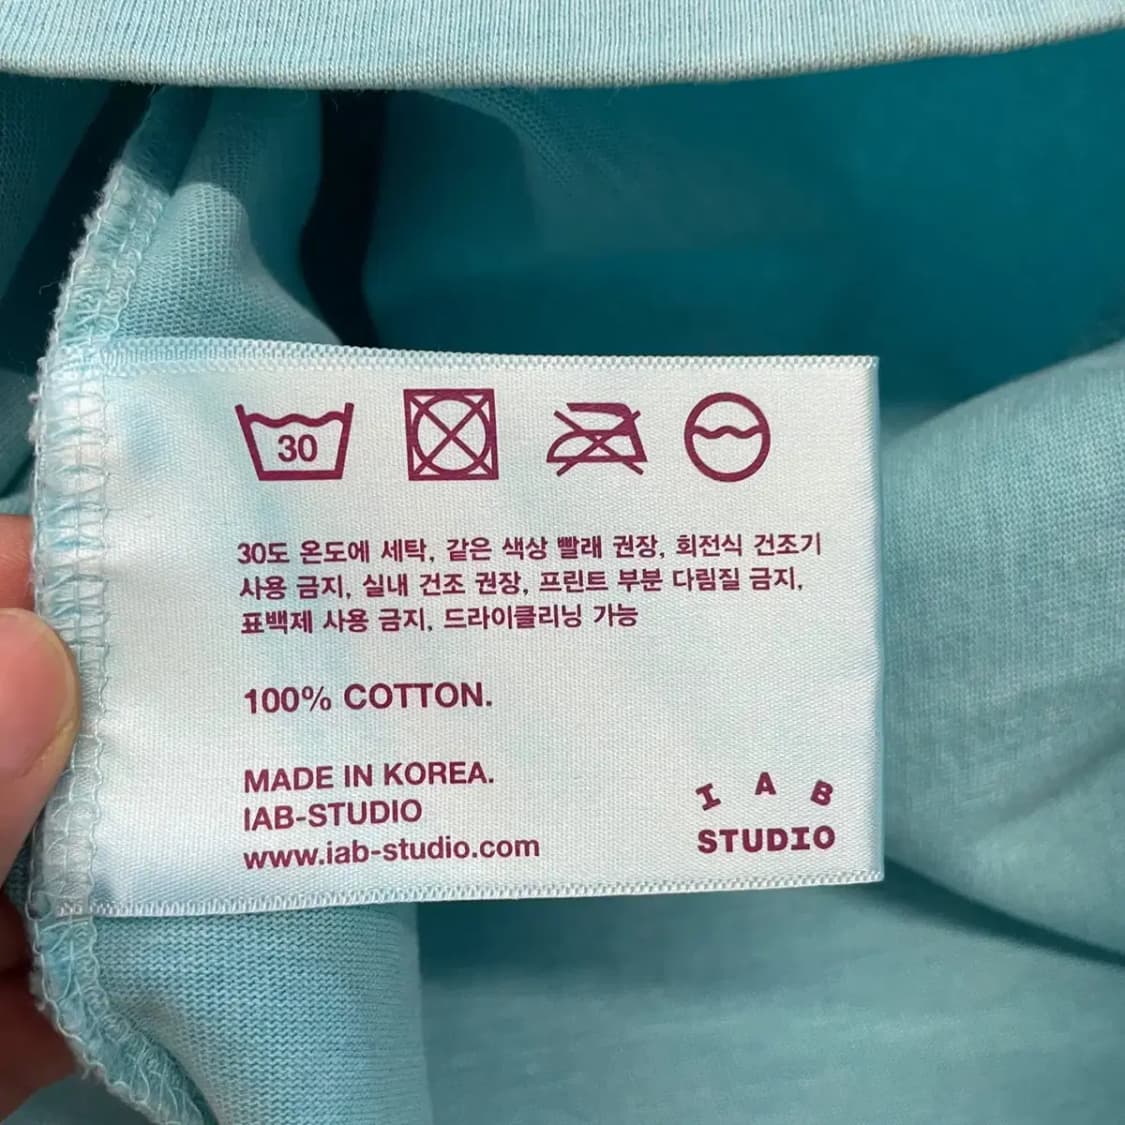 30
30도 온도에 세탁, 같은 색상 빨래 권장, 회전식 건조기
사용 금지, 실내 건조 권장, 프린트 부분 다림질 금지,
표백제 사용 금지, 드라이클리닝 가능
100% COTTON.
MADE IN KOREA.
IAB-STUDIO
www.iab-studio.com
I A B
STUDIO